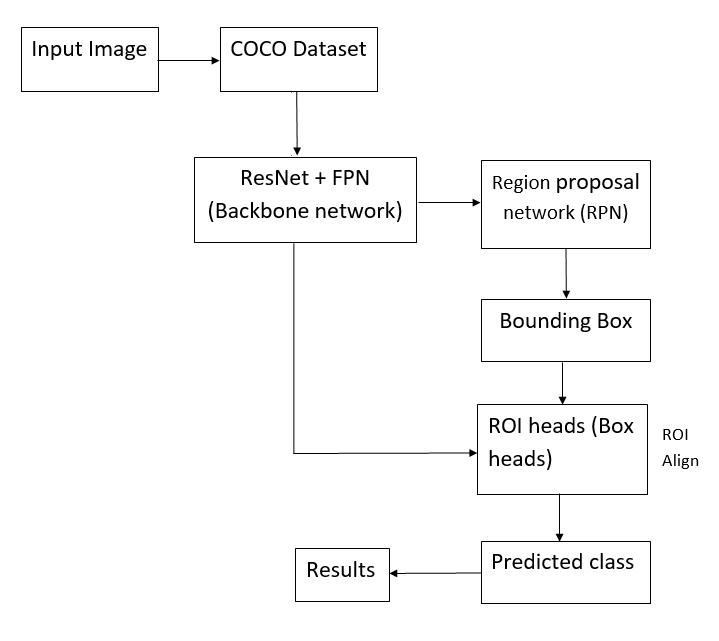 Input Image
COCO Dataset
ResNet + FPN
(Backbone network)
Region proposal
network (RPN)
Bounding Box
ROI heads (Box
heads)
ROI
Align
Predicted class
Results